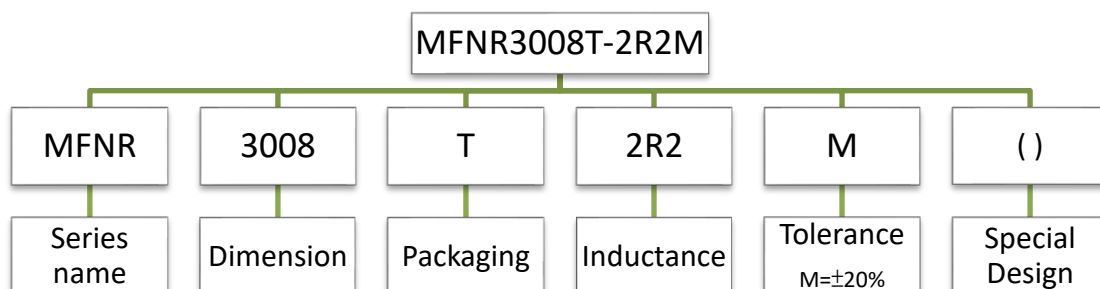 MFNR3008T-2R2M
MFNR
3008
T
2R2
M
( )
Series
name
Dimension
Packaging
Inductance
Tolerance
M=±20%
Special
Design